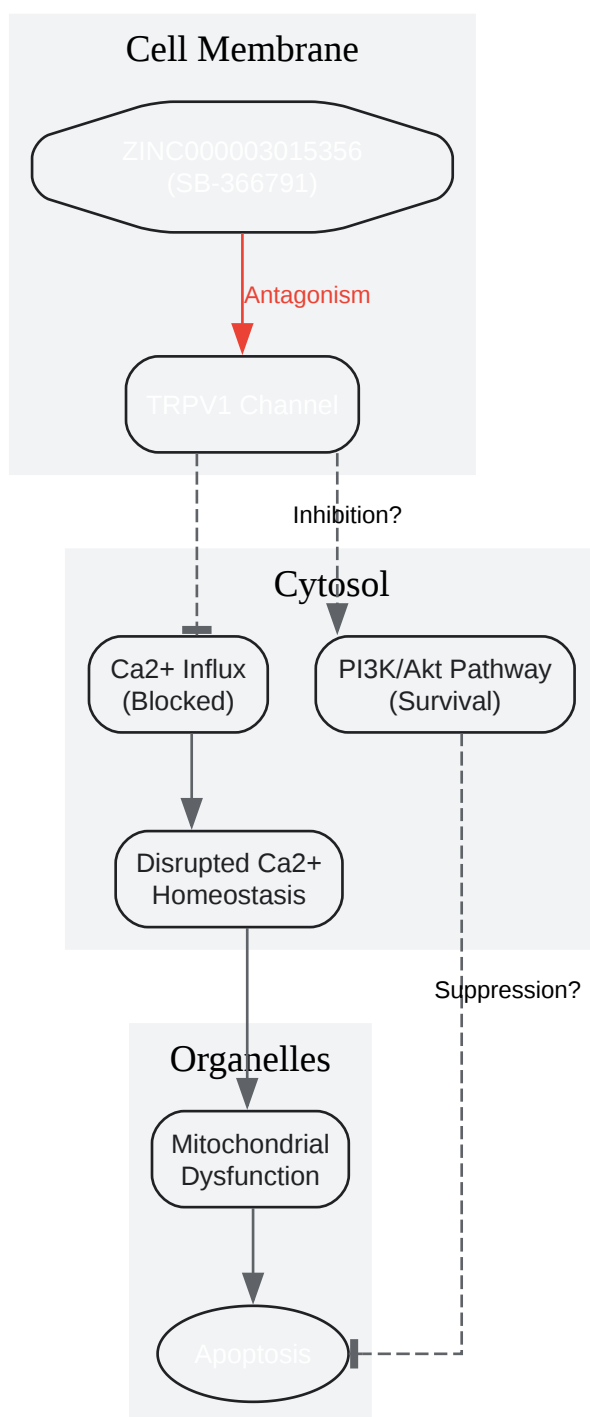 Cell Membrane
ZINC000003015356
(SB-366791)
Antagonism
TRPV1 Channel
Inhibition?
Cytosol
Ca2+ Influx
(Blocked)
PI3K/Akt Pathway
(Survival)
Disrupted Ca2+
Homeostasis
Suppression?
Organelles
Mitochondrial
Dysfunction
Apoptosis